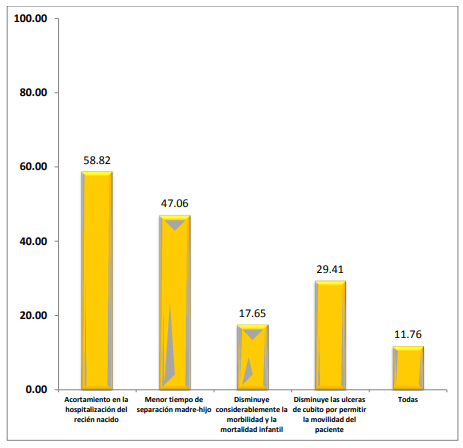 100.00
80.00
60.00
40.00
20.00
0.00
58.82
47.06
17.65
29.41
11.76
Acortamiento en la
hospitalización del
recién nacido
Menor tiempo de
separación madre-hijo
Disminuye
considerablemente la
morbilidad y la
mortalidad infantil
Disminuye las ulceras
de cubito por permitir
la movilidad del
paciente
Todas